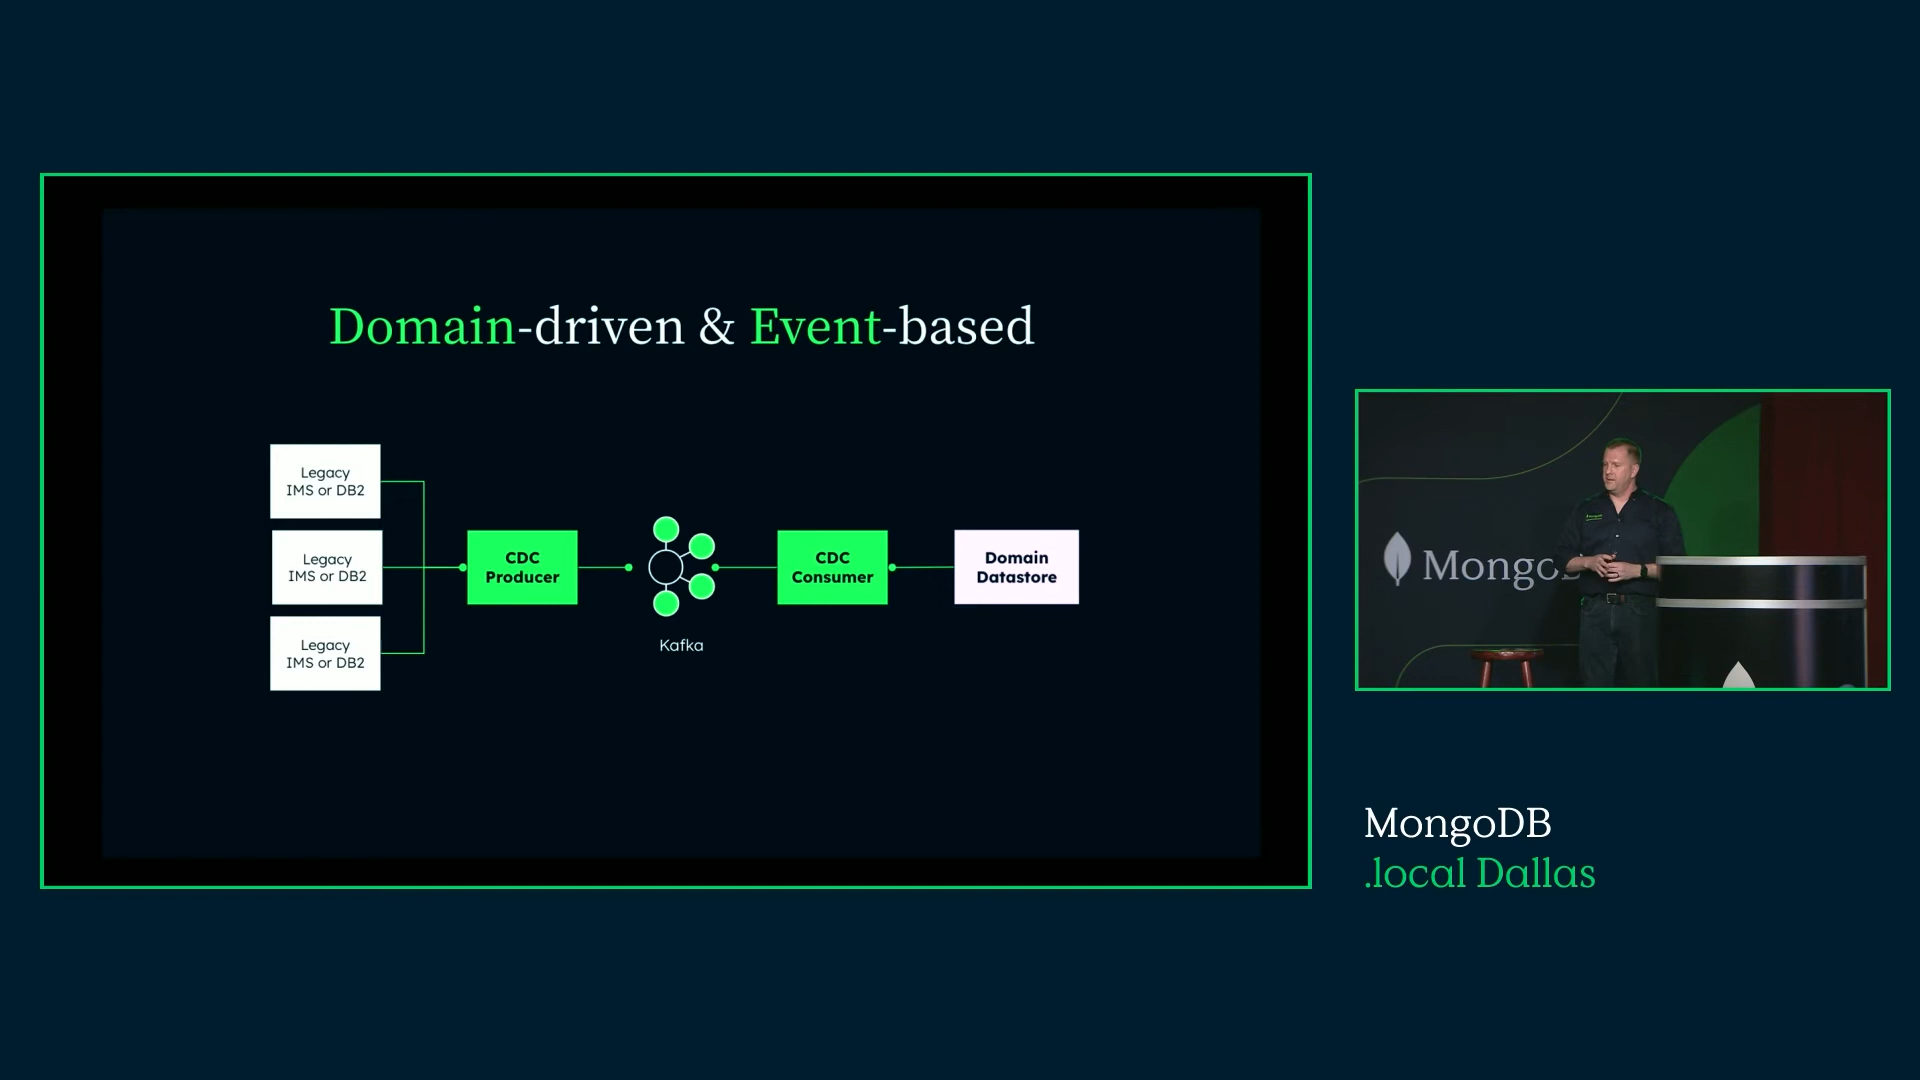 Domain-driven & Event-based
Legacy
IMS or DB2
Legacy
IMS or DB2
Legacy
IMS or DB2
CDC
Producer
Kafka
CDC
Consumer
Domain
Datastore
MongoDB
.local Dallas